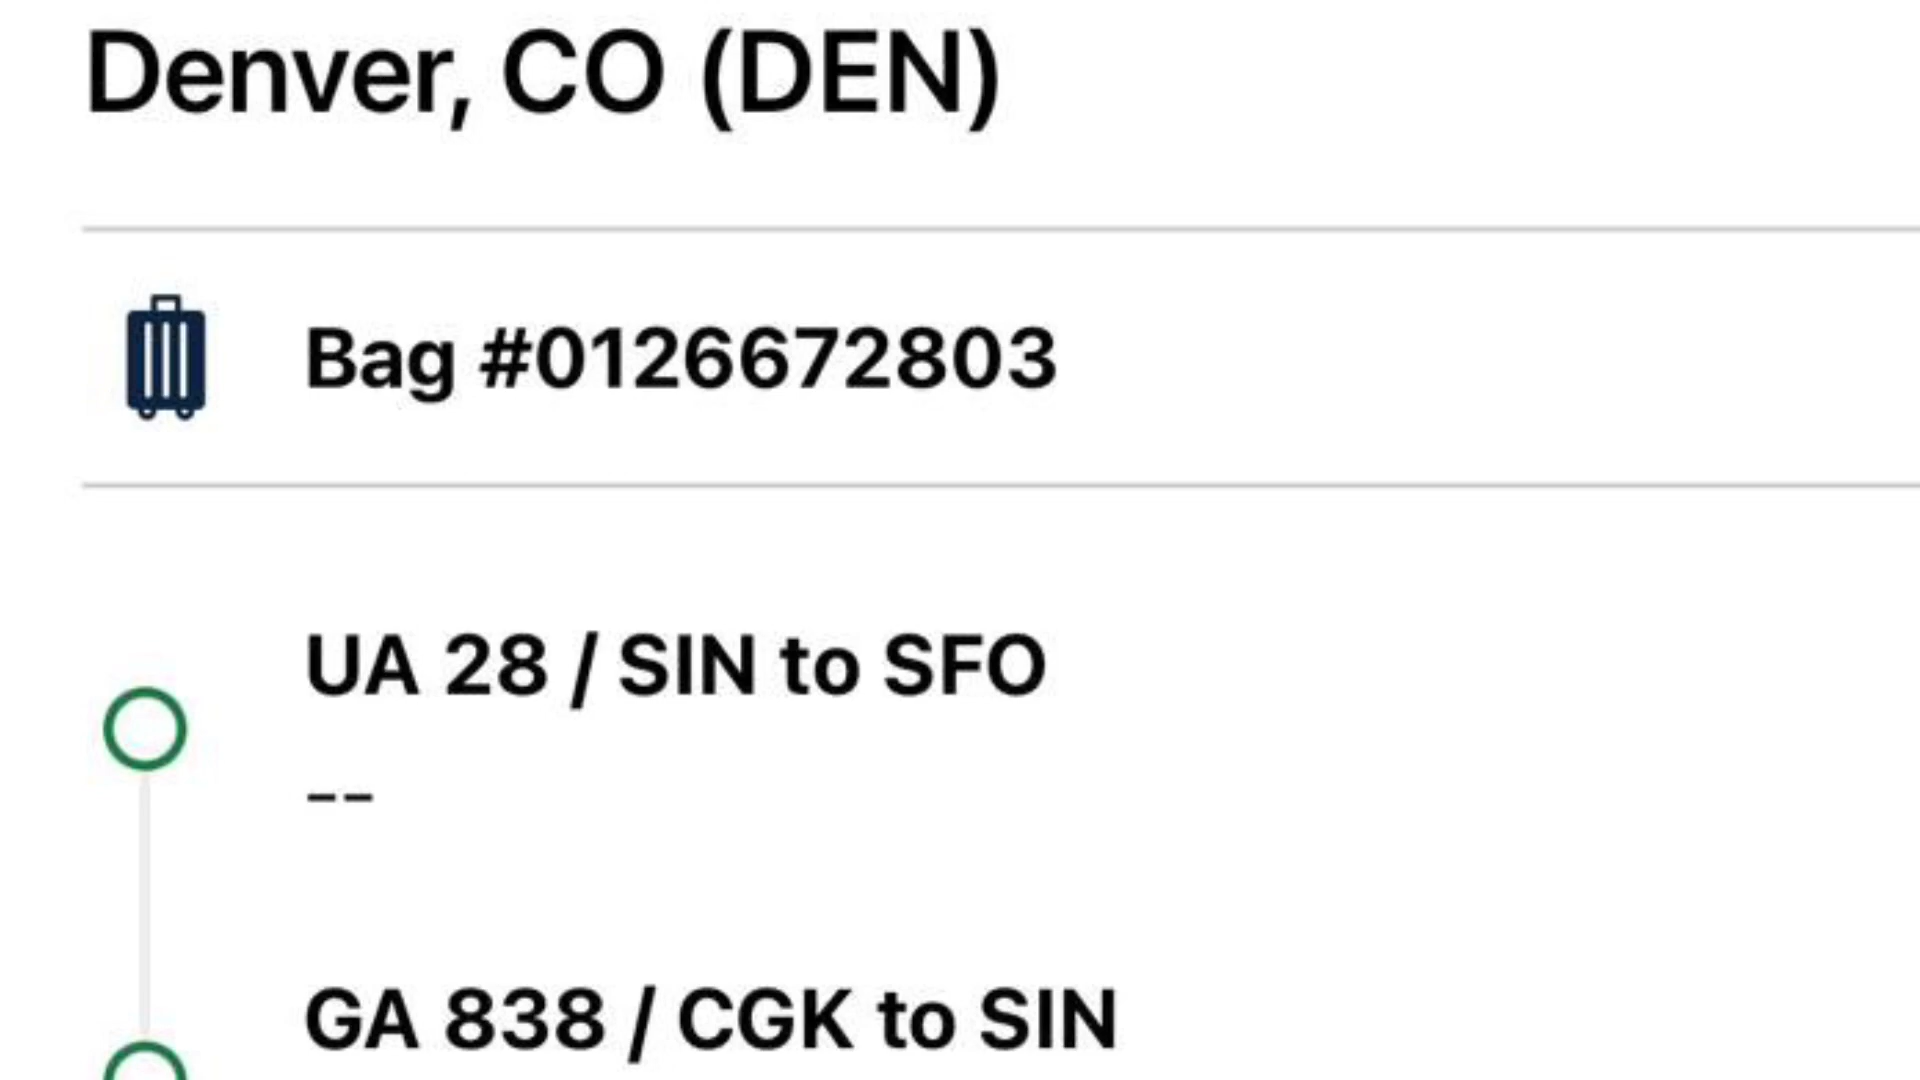 Denver, CO (DEN)
Bag #0126672803
UA 28 / SIN to SFO
--
GA 838 / CGK to SIN